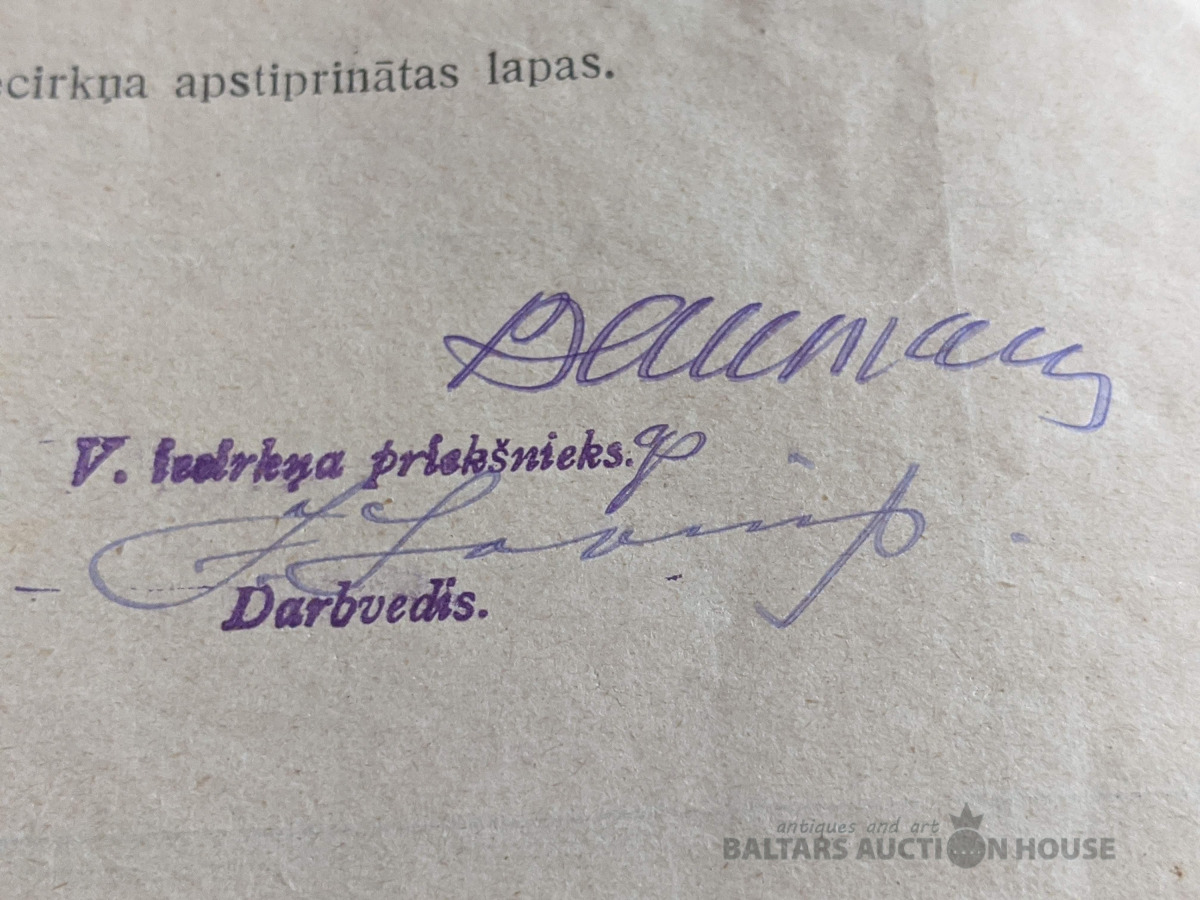 ecirkņa apstiprinātas lapas.
V. iecirkņa priekšnieks.
Darbvedis.
antiques and art
BALTARS AUCTION HOUSE